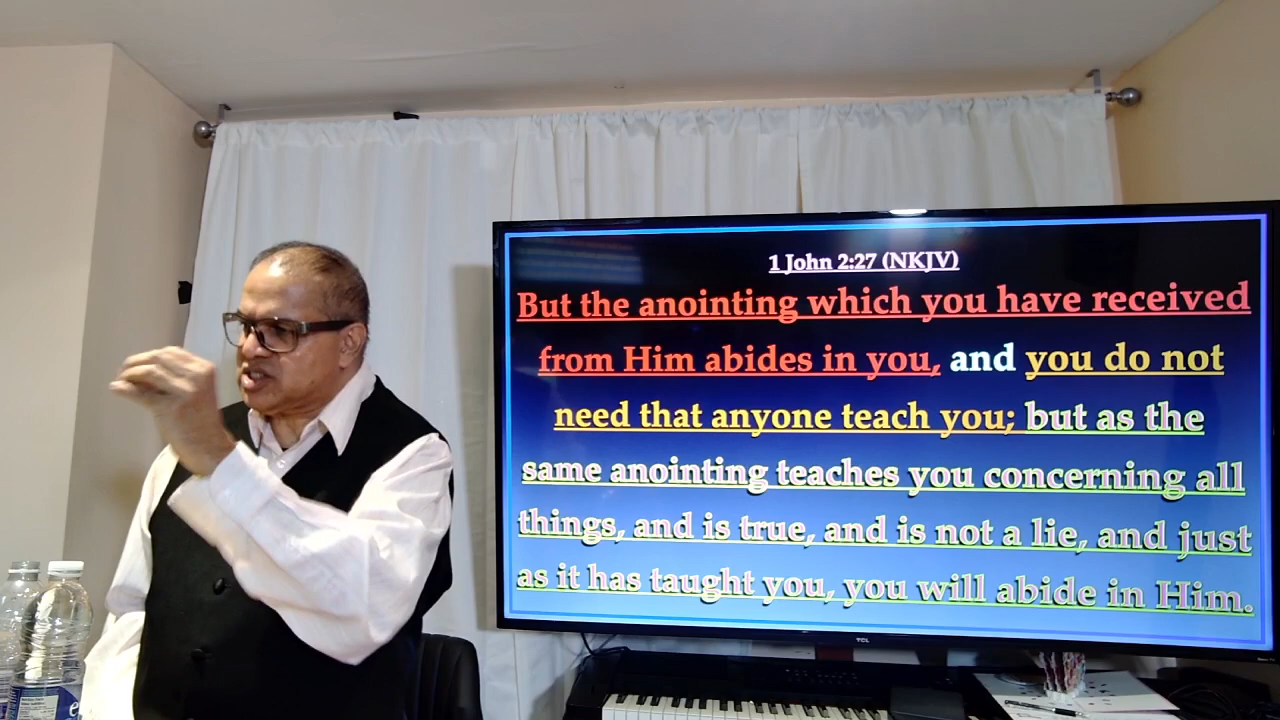 1 John 2:27 (NKJV)
But the anointing which you have received
from Him abides in you, and you do not
need that anyone teach you; but as the
same anointing teaches you concerning all
things, and is true, and is not a lie, and just
as it has taught you, you will abide in Him.
TCL